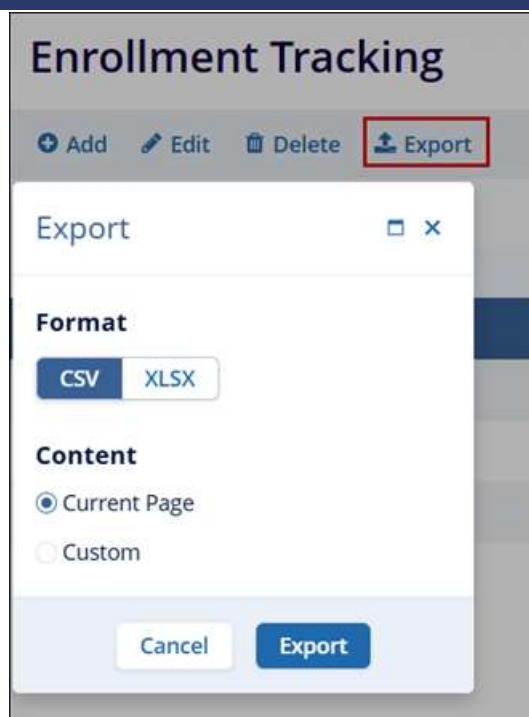 Enrollment Tracking
Add Edit Delete Export
Export
Format
CSV XLSX
Content
Current Page
Custom
Cancel Export